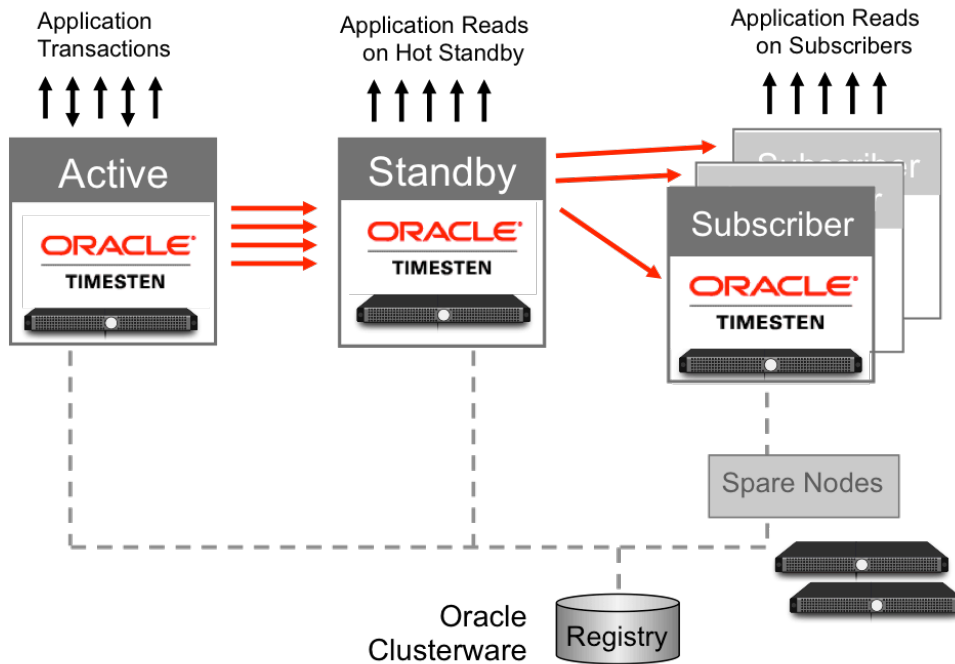 Application
Transactions
Application Reads
on Hot Standby
Application Reads
on Subscribers
Active
ORACLE®
TIMESTEN
Standby
ORACLE®
TIMESTEN
Subscriber
Subscriber
ORACLE®
TIMESTEN
Spare Nodes
Oracle
Clusterware
Registry